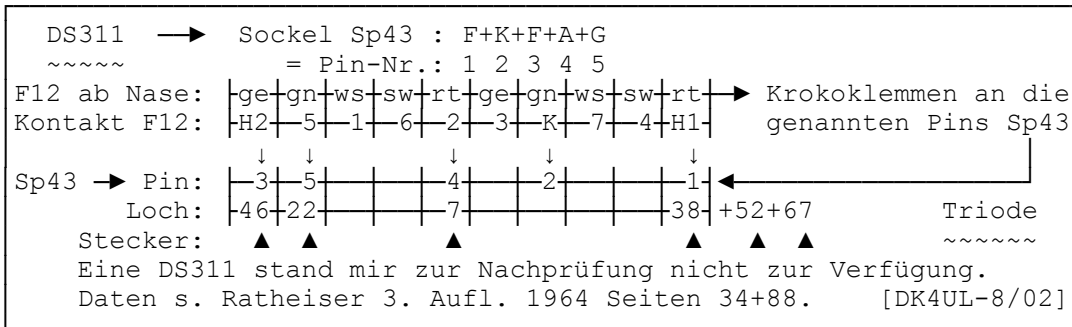 DS311 ──► Sockel Sp43 : F+K+F+A+G
~~~~~ = Pin-Nr.: 1 2 3 4 5
F12 ab Nase: ├ge┼gn┼ws┼sw┼rt┼ge┼gn┼ws┼sw┼rt┼─► Krokoklemmen an die
Kontakt F12: ├H2┼─5┼─1┼─6┼─2┼─3┼─K┼─7┼─4┼H1┤ genannten Pins Sp43
↓ ↓ ↓ ↓ ↓
Sp43 ─► Pin: ├─3┼─5┼──┼──┼─4┼──┼─2┼──┼──┼─1┤◄
Loch: ├46┼22┼──┼──┼─7┼──┼──┼──┼──┼38┤+52+67 Triode
Stecker: ▲ ▲ ▲ ▲ ▲ ▲ ~~~~~~
Eine DS311 stand mir zur Nachprüfung nicht zur Verfügung.
Daten s. Ratheiser 3. Aufl. 1964 Seiten 34+88. [DK4UL-8/02]